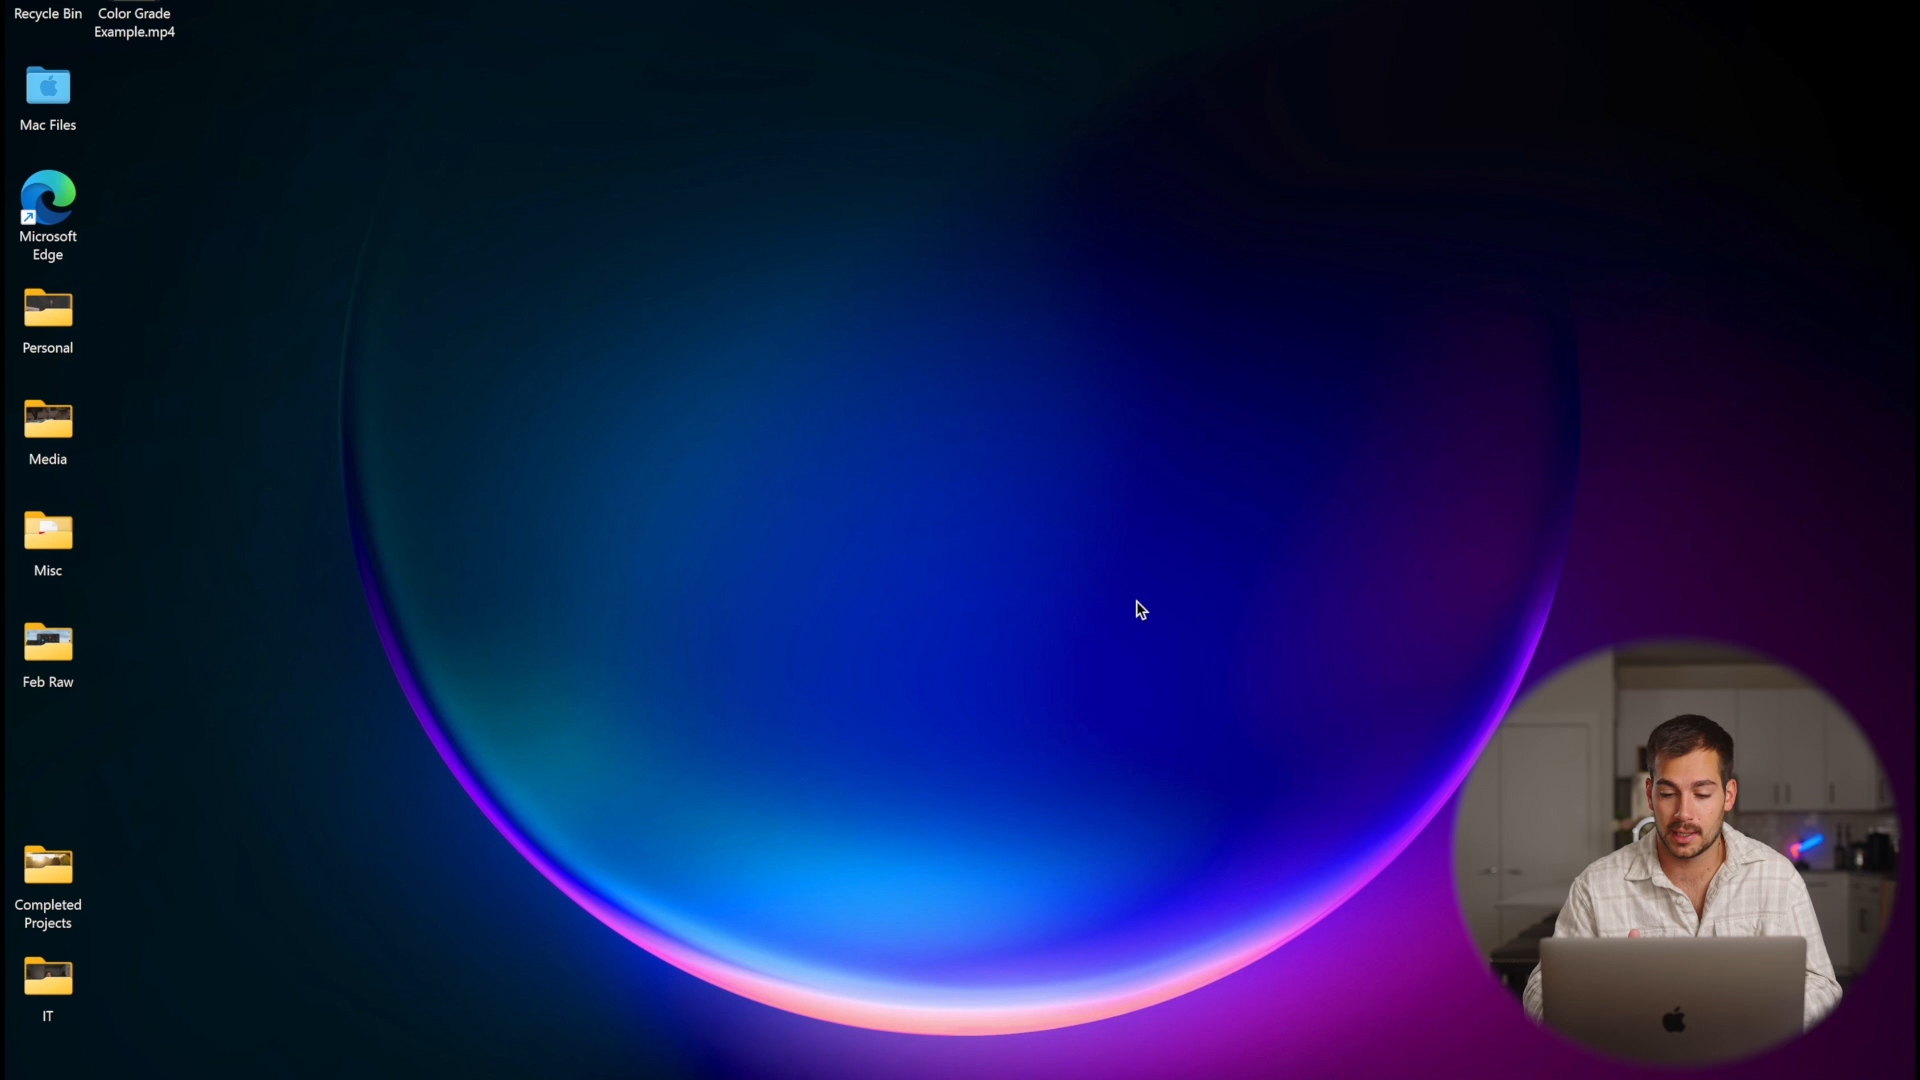 Recycle Bin
Color Grade
Example.mp4
Mac Files
Microsoft
Edge
Personal
Media
Misc
Feb Raw
Completed
Projects
IT